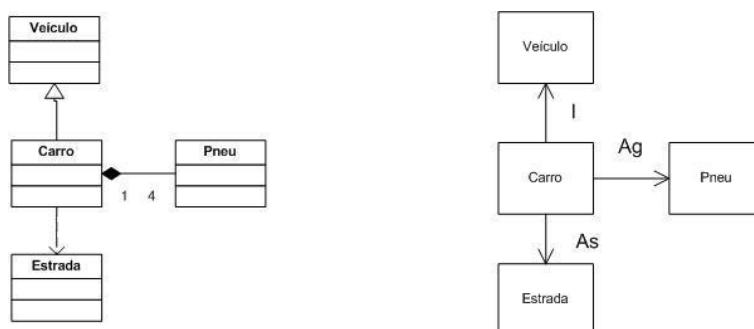 Veículo
Carro
Pneu
1 4
Estrada
Veículo
I
Ag
Carro
Pneu
As
Estrada